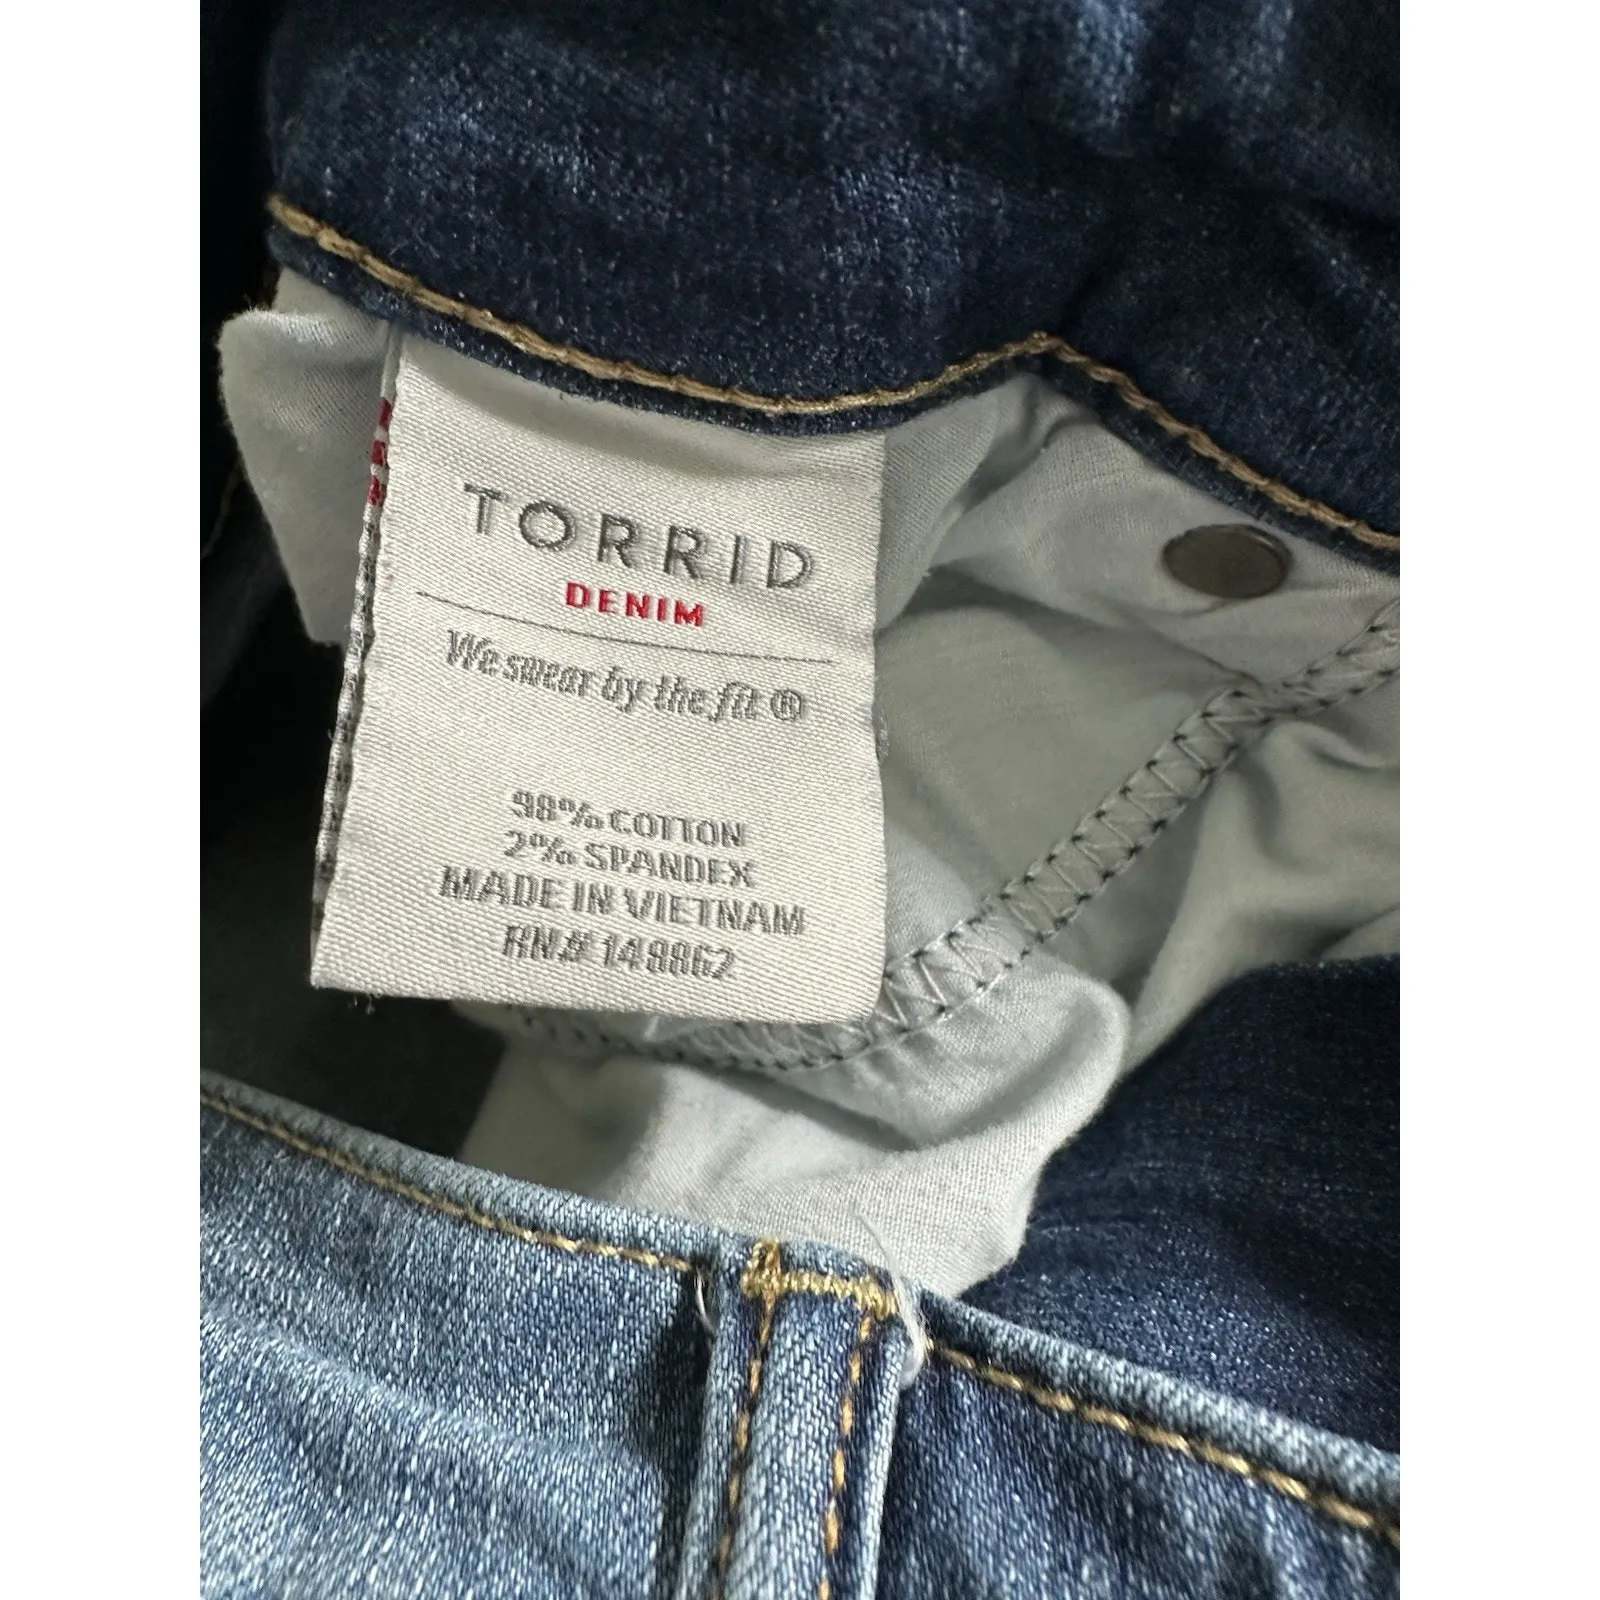 TORRID
DENIM
We swear by the fit ®
98% COTTON
2% SPANDEX
MADE IN VIETNAM
RN# 148862